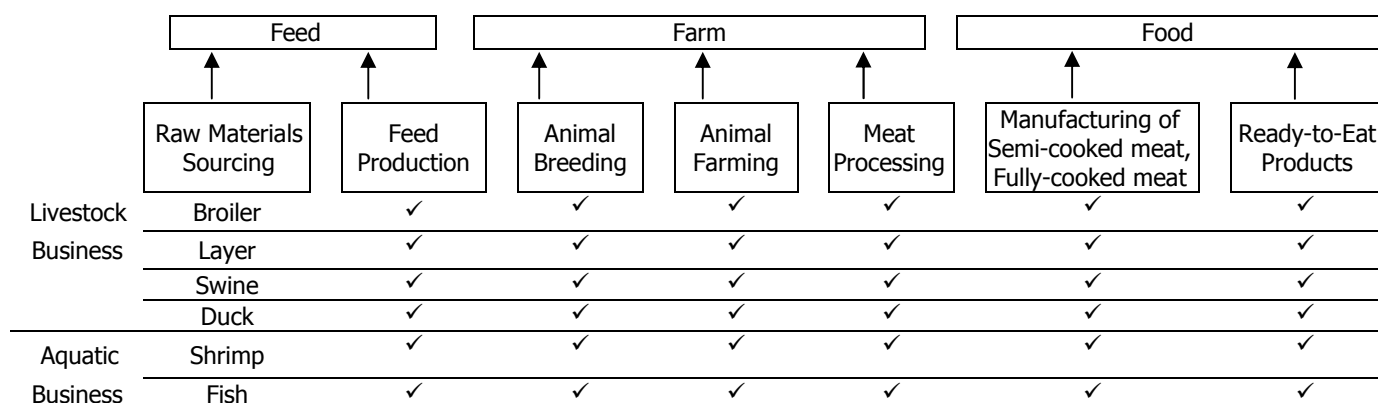 Feed Farm Food
Raw Materials Feed Animal Animal Meat Manufacturing of Ready-to-Eat
Sourcing Production Breeding Farming Processing Semi-cooked meat, Products
Fully-cooked meat
Livestock Broiler ✓ ✓ ✓ ✓ ✓ ✓
Business Layer ✓ ✓ ✓ ✓ ✓ ✓
Swine ✓ ✓ ✓ ✓ ✓ ✓
Duck ✓ ✓ ✓ ✓ ✓ ✓
Aquatic Shrimp ✓ ✓ ✓ ✓ ✓ ✓
Business Fish ✓ ✓ ✓ ✓ ✓ ✓